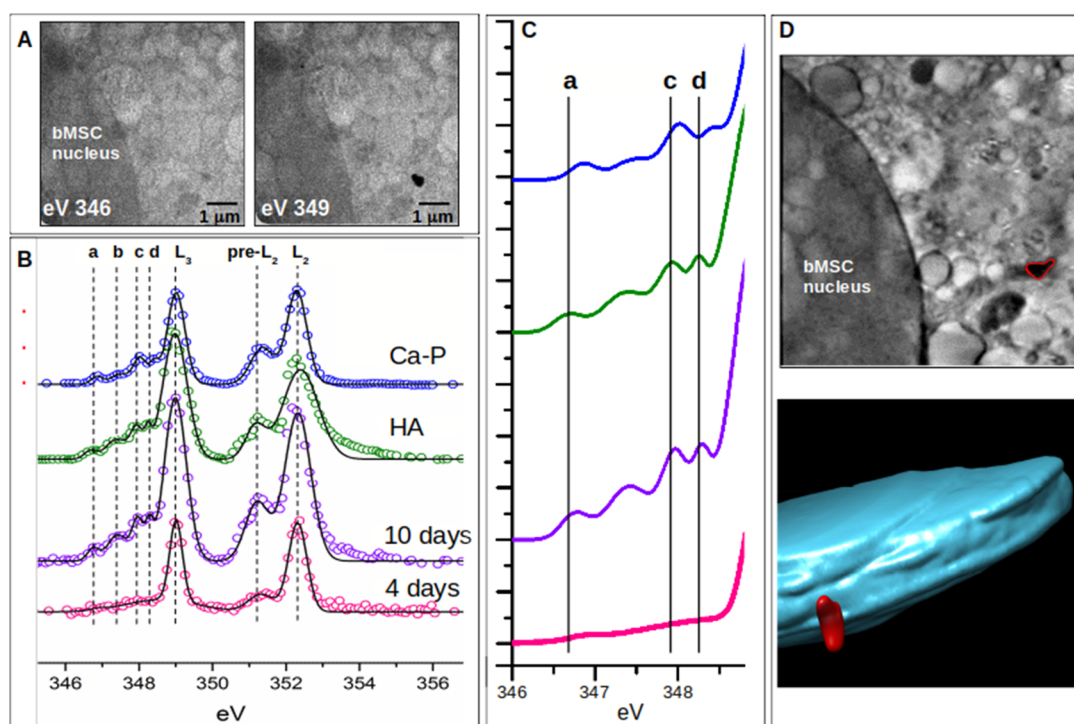 A
bMSC
nucleus
eV 346
1 μm
eV 349
1 μm
B
a b c d L3 pre-L2 L2
Ca-P
HA
10 days
4 days
346 348 350 352 354 356
eV
C
a c d
346 347 348
eV
D
bMSC
nucleus